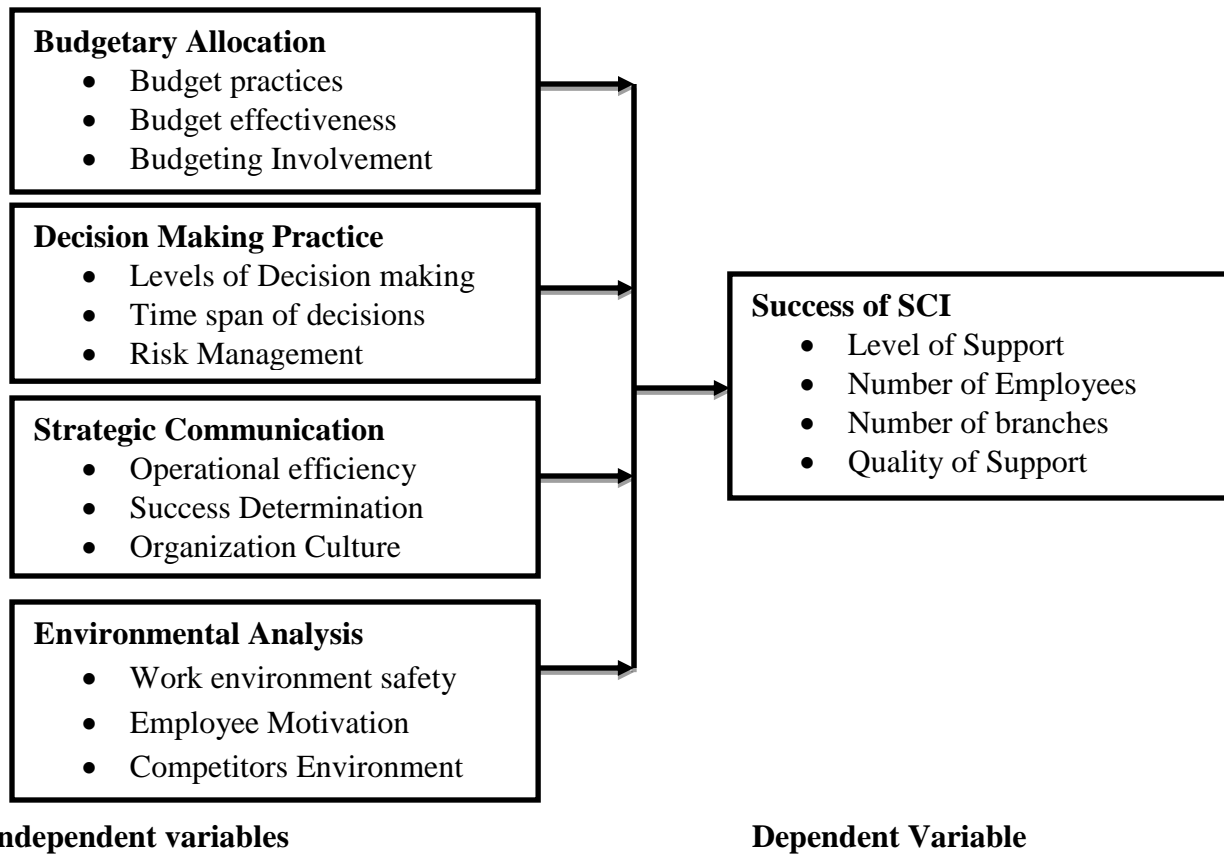 Budgetary Allocation
• Budget practices
• Budget effectiveness
• Budgeting Involvement
Decision Making Practice
• Levels of Decision making
• Time span of decisions
• Risk Management
Strategic Communication
• Operational efficiency
• Success Determination
• Organization Culture
Environmental Analysis
• Work environment safety
• Employee Motivation
• Competitors Environment
Success of SCI
• Level of Support
• Number of Employees
• Number of branches
• Quality of Support
ndependent variables
Dependent Variable